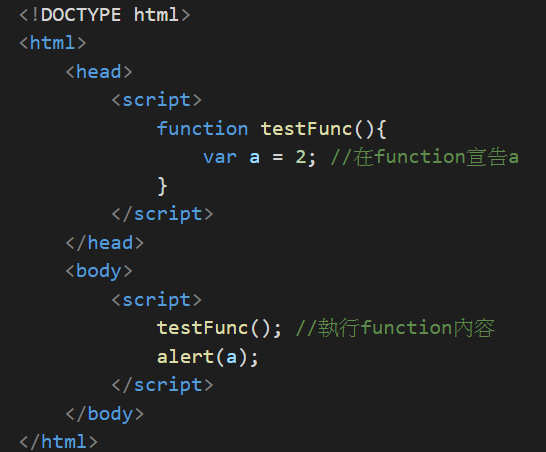 <!DOCTYPE html>
<html>
    <head>
        <script>
            function testFunc(){
                var a = 2; //在function宣告a
            }
        </script>
    </head>
    <body>
        <script>
            testFunc(); //執行function內容
            alert(a);
        </script>
    </body>
</html>